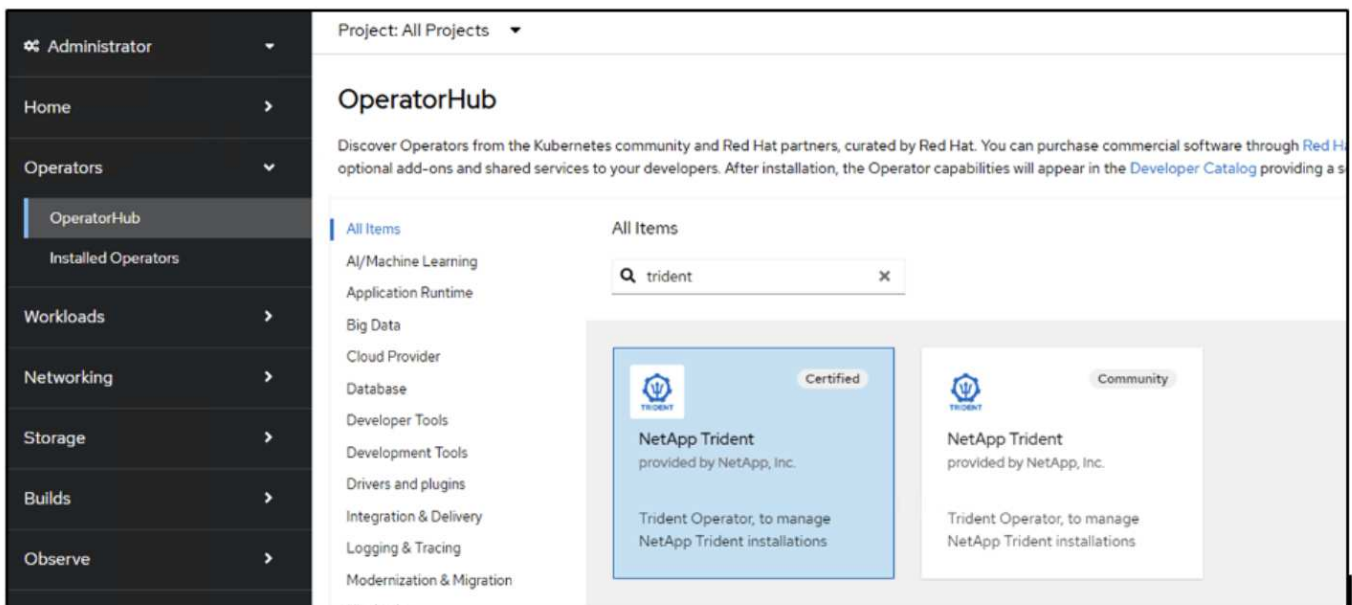 Administrator
Home
Operators
OperatorHub
Installed Operators
Workloads
Networking
Storage
Builds
Observe
Project: All Projects
OperatorHub
Discover Operators from the Kubernetes community and Red Hat partners, curated by Red Hat. You can purchase commercial software through Red
optional add-ons and shared services to your developers. After installation, the Operator capabilities will appear in the Developer Catalog providing a
All Items
AI/Machine Learning
Application Runtime
Big Data
Cloud Provider
Database
Developer Tools
Development Tools
Drivers and plugins
Integration & Delivery
Logging & Tracing
Modernization & Migration
All Items
trident
TRIDENT
Certified
NetApp Trident
provided by NetApp, Inc.
Trident Operator, to manage
NetApp Trident installations
TRIDENT
Community
NetApp Trident
provided by NetApp, Inc.
Trident Operator, to manage
NetApp Trident installations